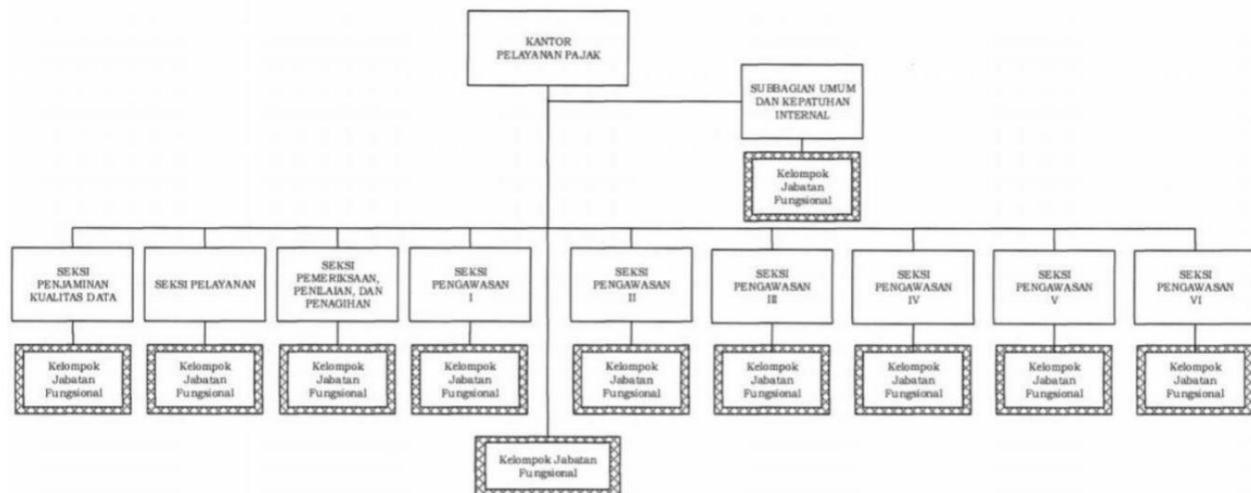 KANTOR
PELAYANAN PAJAK
SUBBAGIAN UMUM
DAN KEPATUHAN
INTERNAL
Kelompok
Jabatan
Fungsional
SEKSI
PENJAMINAN
KUALITAS DATA
SEKSI PELAYANAN
SEKSI
PEMERIKSAAN,
PENILAIAN, DAN
PENAGIHAN
SEKSI
PENGAWASAN
I
SEKSI
PENGAWASAN
II
SEKSI
PENGAWASAN
III
SEKSI
PENGAWASAN
IV
SEKSI
PENGAWASAN
V
SEKSI
PENGAWASAN
VI
Kelompok
Jabatan
Fungsional
Kelompok
Jabatan
Fungsional
Kelompok
Jabatan
Fungsional
Kelompok
Jabatan
Fungsional
Kelompok
Jabatan
Fungsional
Kelompok
Jabatan
Fungsional
Kelompok
Jabatan
Fungsional
Kelompok
Jabatan
Fungsional
Kelompok
Jabatan
Fungsional
Kelompok Jabatan
Fungsional